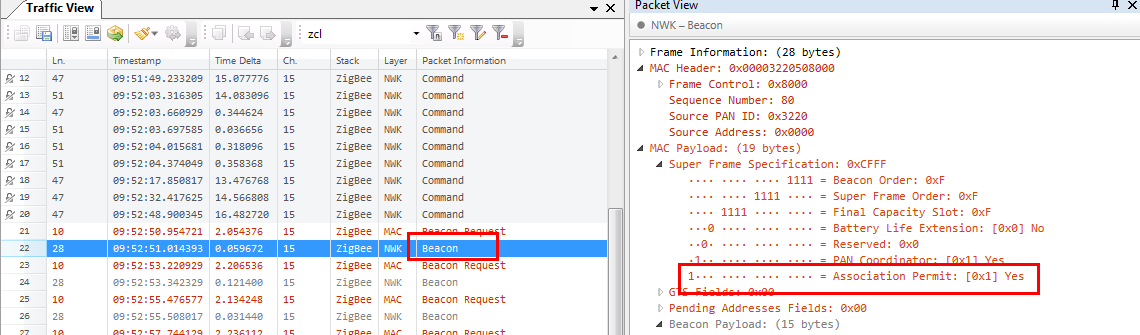 Traffic View
zcl
Ln. Timestamp Time Delta Ch. Stack Layer Packet Information
12 47 09:51:49.233209 15.077776 15 ZigBee NWK Command
13 51 09:52:03.316305 14.083096 15 ZigBee NWK Command
14 47 09:52:03.660929 0.344624 15 ZigBee NWK Command
15 51 09:52:03.697585 0.036656 15 ZigBee NWK Command
16 51 09:52:04.015681 0.318096 15 ZigBee NWK Command
17 51 09:52:04.374049 0.358368 15 ZigBee NWK Command
18 47 09:52:17.850817 13.476768 15 ZigBee NWK Command
19 47 09:52:32.417625 14.566808 15 ZigBee NWK Command
20 47 09:52:48.900345 16.482720 15 ZigBee NWK Command
21 10 09:52:50.954721 2.054376 15 ZigBee MAC Beacon Request
22 28 09:52:51.014393 0.059672 15 ZigBee NWK Beacon
23 10 09:52:53.220929 2.206536 15 ZigBee MAC Beacon Request
24 28 09:52:53.342329 0.121400 15 ZigBee NWK Beacon
25 10 09:52:55.476577 2.134248 15 ZigBee MAC Beacon Request
26 28 09:52:55.508017 0.031440 15 ZigBee NWK Beacon
27 10 09:52:57.744129 2.236112 15 ZigBee MAC Beacon Request
Packet View
NWK – Beacon
Frame Information: (28 bytes)
MAC Header: 0x00003220508000
Frame Control: 0x8000
Sequence Number: 80
Source PAN ID: 0x3220
Source Address: 0x0000
MAC Payload: (19 bytes)
Super Frame Specification: 0xCFFF
···· ···· ···· 1111 = Beacon Order: 0xF
···· ···· 1111 ···· = Super Frame Order: 0xF
···· 1111 ···· ···· = Final Capacity Slot: 0xF
···0 ···· ···· ···· = Battery Life Extension: [0x0] No
··0· ···· ···· ···· = Reserved: 0x0
·1·· ···· ···· ···· = PAN Coordinator: [0x1] Yes
1··· ···· ···· ···· = Association Permit: [0x1] Yes
GTS Fields: 0x00
Pending Addresses Fields: 0x00
Beacon Payload: (15 bytes)